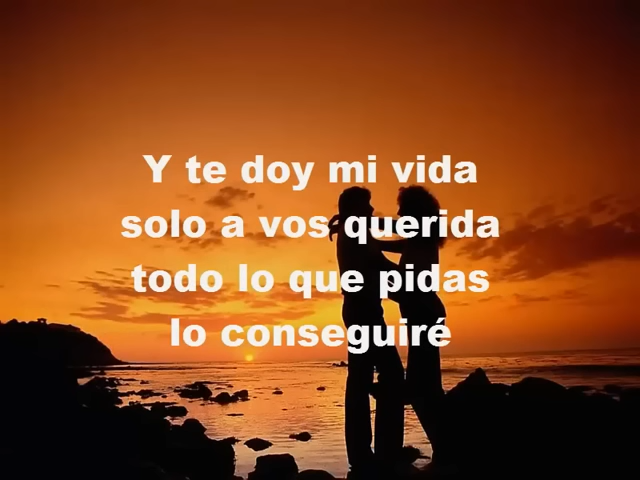 Y te doy mi vida
solo a vos querida
todo lo que pidas
lo conseguiré